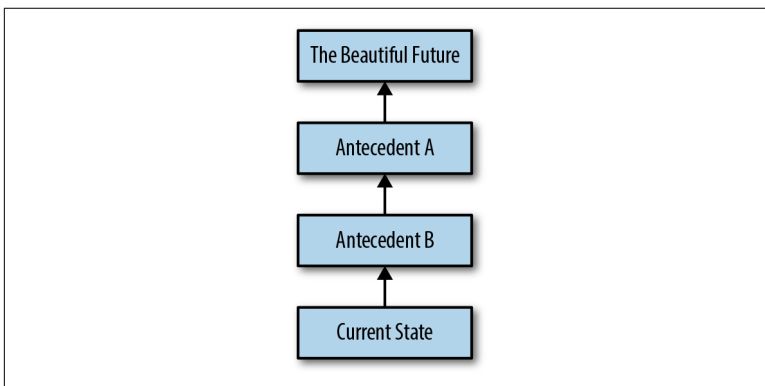 The Beautiful Future
Antecedent A
Antecedent B
Current State